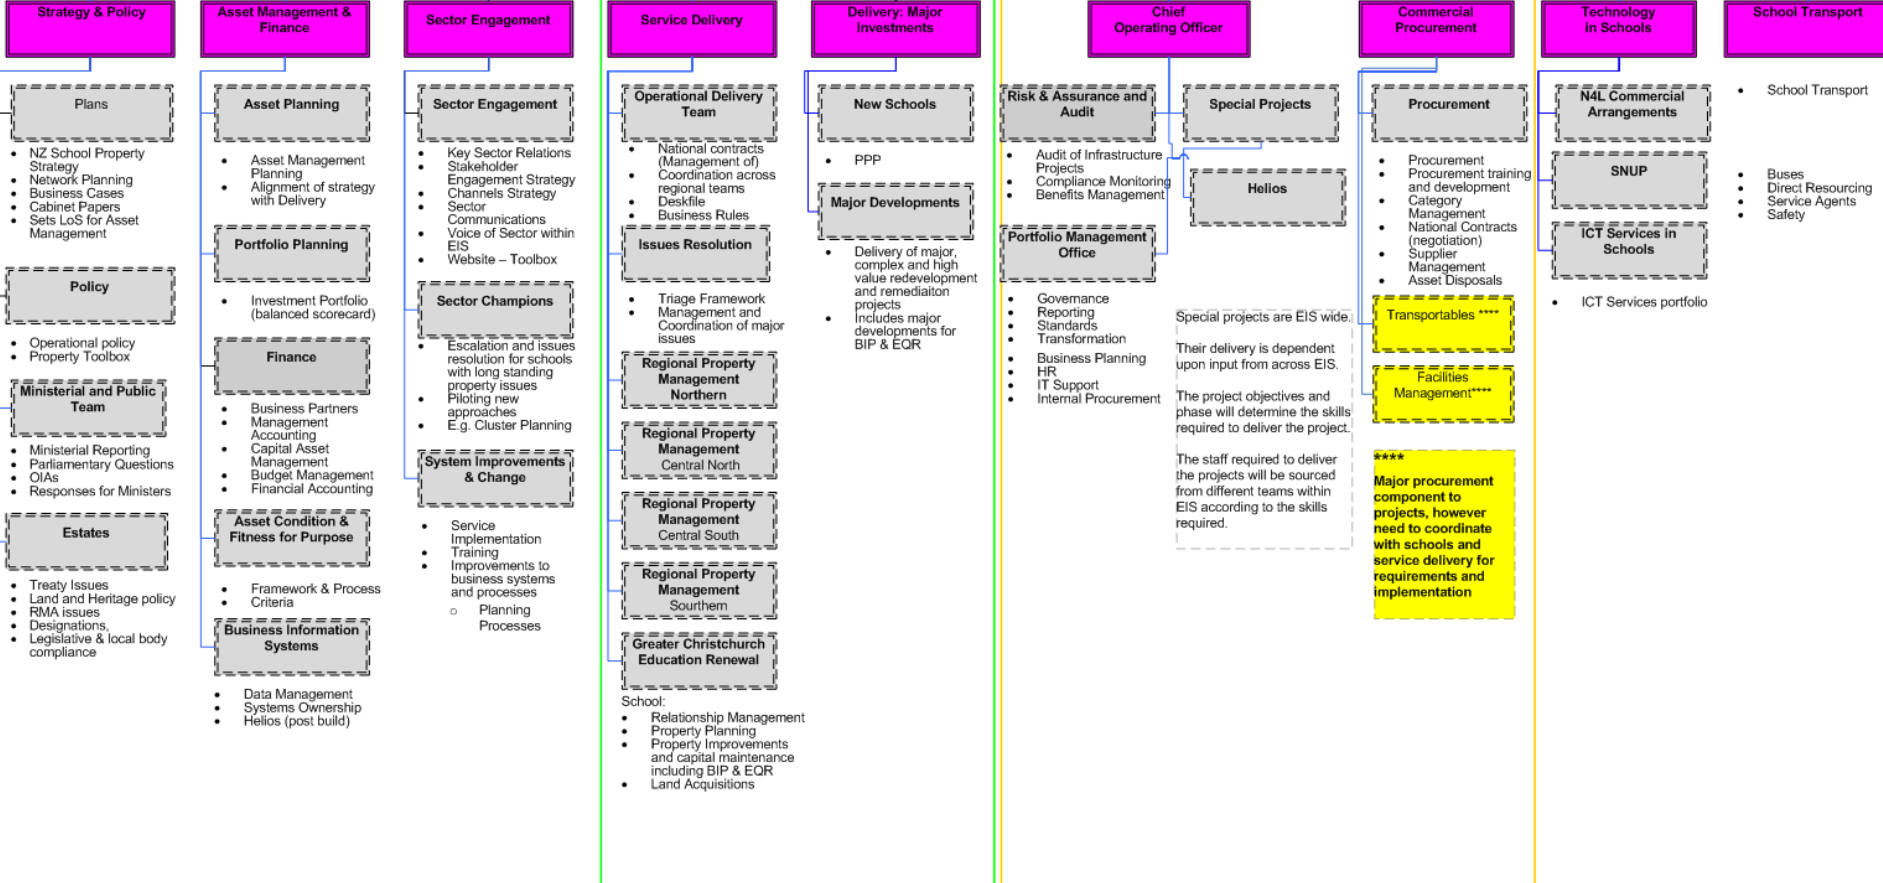 Strategy & Policy
Plans
NZ School Property
Strategy
Network Planning
Business Cases
Cabinet Papers
Sets LoS for Asset
Management
Policy
Operational policy
Property Toolbox
Ministerial and Public
Team
Ministerial Reporting
Parliamentary Questions
OIAs
Responses for Ministers
Estates
Treaty Issues
Land and Heritage policy
RMA issues
Designations,
Legislative & local body
compliance
Asset Management &
Finance
Asset Planning
Asset Management
Planning
Alignment of strategy
with Delivery
Portfolio Planning
Investment Portfolio
(balanced scorecard)
Finance
Business Partners
Management
Accounting
Capital Asset
Management
Budget Management
Financial Accounting
Asset Condition &
Fitness for Purpose
Framework & Process
Criteria
Business Information
Systems
Data Management
Systems Ownership
Helios (post build)
Sector Engagement
Sector Engagement
Key Sector Relations
Stakeholder
Engagement Strategy
Channels Strategy
Sector
Communications
Voice of Sector within
EIS
Website – Toolbox
Sector Champions
Escalation and issues
resolution for schools
with long standing
property issues
Piloting new
approaches
E.g. Cluster Planning
System Improvements
& Change
Service
Implementation
Training
Improvements to
business systems
and processes
Planning
Processes
Service Delivery
Operational Delivery
Team
National contracts
(Management of)
Coordination across
regional teams
Deskfile
Business Rules
Issues Resolution
Triage Framework
Management and
Coordination of major
issues
Regional Property
Management
Northern
Regional Property
Management
Central North
Regional Property
Management
Central South
Regional Property
Management
Sourthern
Greater Christchurch
Education Renewal
School:
Relationship Management
Property Planning
Property Improvements
and capital maintenance
including BIP & EQR
Land Acquisitions
Delivery: Major
Investments
New Schools
PPP
Major Developments
Delivery of major,
complex and high
value redevelopment
and remediaiton
projects
Includes major
developments for
BIP & EQR
Chief
Operating Officer
Risk & Assurance and
Audit
Audit of Infrastructure
Projects
Compliance Monitoring
Benefits Management
Portfolio Management
Office
Governance
Reporting
Standards
Transformation
Business Planning
HR
IT Support
Internal Procurement
Special Projects
Helios
Special projects are EIS wide.
Their delivery is dependent
upon input from across EIS.
The project objectives and
phase will determine the skills
required to deliver the project.
The staff required to deliver
the projects will be sourced
from different teams within
EIS according to the skills
required.
Commercial
Procurement
Procurement
Procurement
Procurement training
and development
Category
Management
National Contracts
(negotiation)
Supplier
Management
Asset Disposals
Transportables ****
Facilities
Management****
****
Major procurement
component to
projects, however
need to coordinate
with schools and
service delivery for
requirements and
implementation
Technology
in Schools
N4L Commercial
Arrangements
SNUP
ICT Services in
Schools
ICT Services portfolio
School Transport
School Transport
Buses
Direct Resourcing
Service Agents
Safety